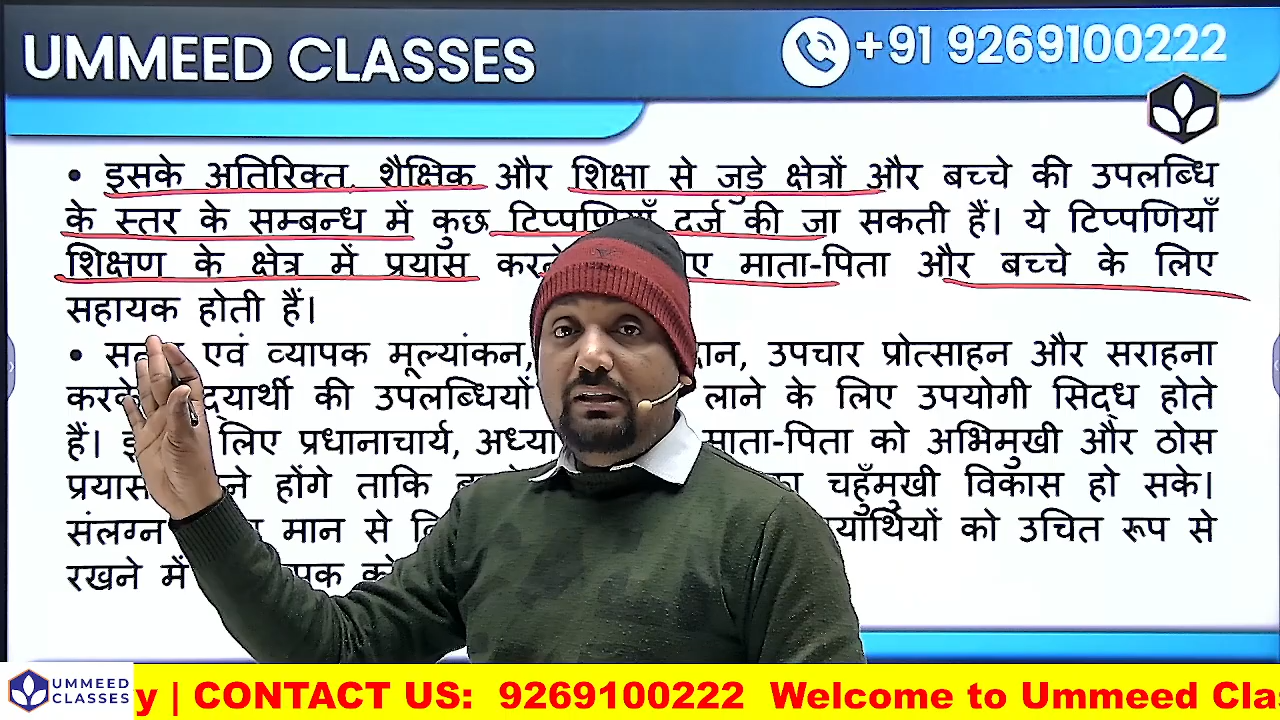 UMMEED CLASSES
+91 9269100222
• इसके अतिरिक्त, शैक्षिक और शिक्षा से जुडे क्षेत्रों और बच्चे की उपलब्धि
के स्तर के सम्बन्ध में कुछ टिप्पणियाँ दर्ज की जा सकती हैं। ये टिप्पणियाँ
शिक्षण के क्षेत्र में प्रयास माता-पिता और बच्चे के लिए
सहायक होती हैं।
• एवं व्यापक मूल्यांकन, उपचार प्रोत्साहन और सराहना
की उपलब्धियों लाने के लिए उपयोगी सिद्ध होते
हैं। लिए प्रधानाचार्य, माता-पिता को अभिमुखी और ठोस
प्रयास होंगे ताकि चहुँमुखी विकास हो सके।
संलग्न मान से को उचित रूप से
रखने में
UMMEED
CLASSES
y | CONTACT US: 9269100222 Welcome to Ummeed Clas